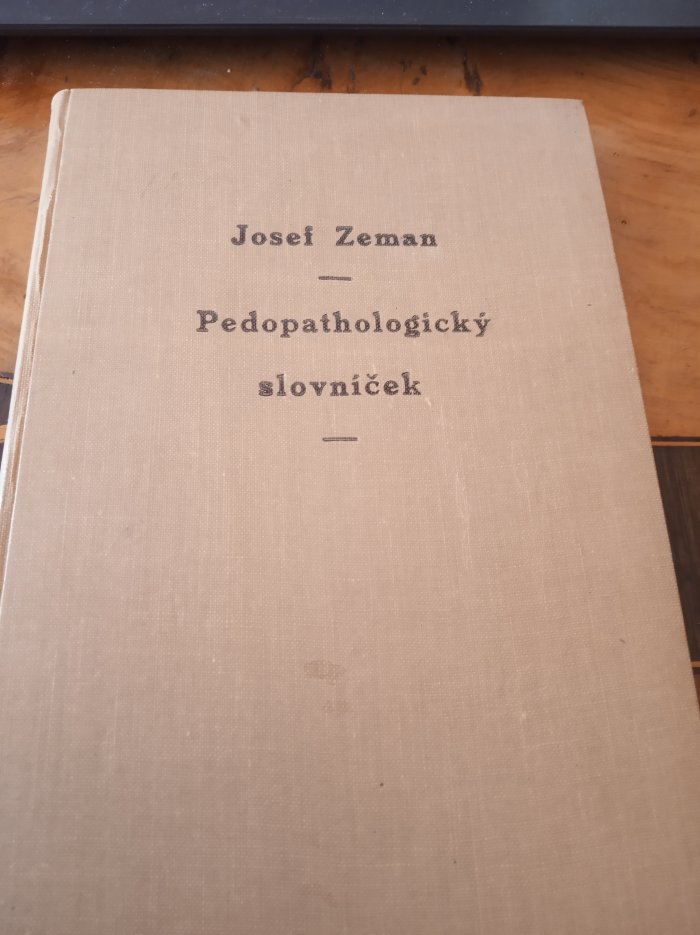 Josef Zeman
Pedopathologický
slovníček